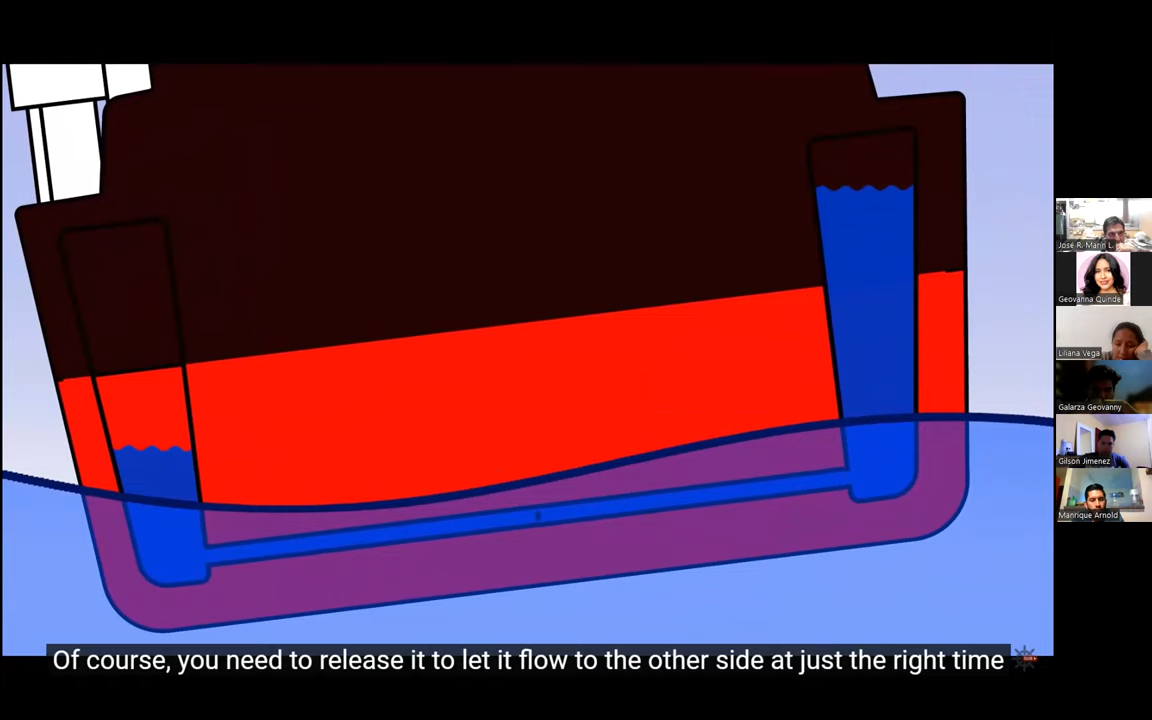 José R. Mann L.
Geovanna Quinde
Liliana Vega
Galarza Geovanny
Gilson Jimenez
Manrique Arnold
Of course, you need to release it to let it flow to the other side at just the right time